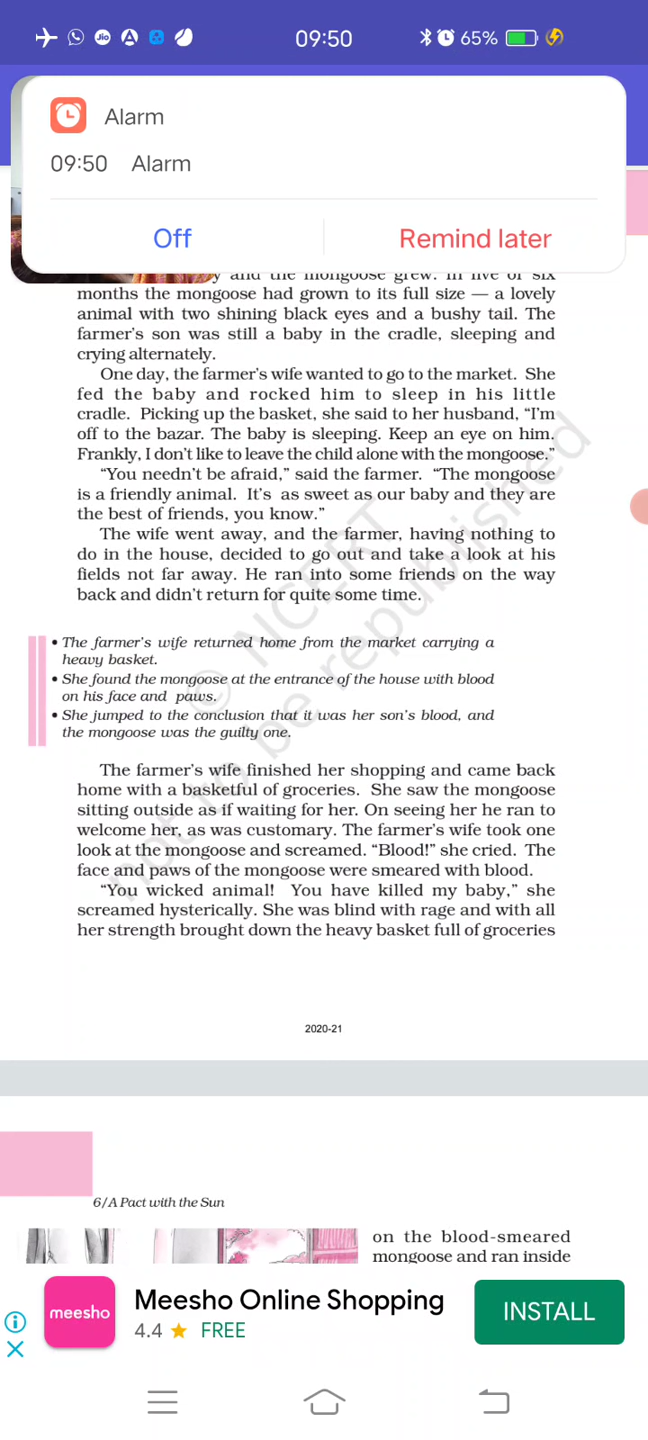 09:50
65%
Alarm
09:50 Alarm
Off
Remind later
y and the mongoose grew. In five or six
months the mongoose had grown to its full size — a lovely
animal with two shining black eyes and a bushy tail. The
farmer's son was still a baby in the cradle, sleeping and
crying alternately.
One day, the farmer's wife wanted to go to the market. She
fed the baby and rocked him to sleep in his little
cradle. Picking up the basket, she said to her husband, “I'm
off to the bazar. The baby is sleeping. Keep an eye on him.
Frankly, I don't like to leave the child alone with the mongoose.”
“You needn't be afraid,” said the farmer. “The mongoose
is a friendly animal. It's as sweet as our baby and they are
the best of friends, you know.”
The wife went away, and the farmer, having nothing to
do in the house, decided to go out and take a look at his
fields not far away. He ran into some friends on the way
back and didn't return for quite some time.
• The farmer's wife returned home from the market carrying a
heavy basket.
• She found the mongoose at the entrance of the house with blood
on his face and paws.
• She jumped to the conclusion that it was her son's blood, and
the mongoose was the guilty one.
The farmer's wife finished her shopping and came back
home with a basketful of groceries. She saw the mongoose
sitting outside as if waiting for her. On seeing her he ran to
welcome her, as was customary. The farmer's wife took one
look at the mongoose and screamed. “Blood!” she cried. The
face and paws of the mongoose were smeared with blood.
“You wicked animal! You have killed my baby,” she
screamed hysterically. She was blind with rage and with all
her strength brought down the heavy basket full of groceries
© NCERT
not to be republished
2020-21
6/A Pact with the Sun
on the blood-smeared
mongoose and ran inside
meesho
Meesho Online Shopping
4.4 ★ FREE
INSTALL